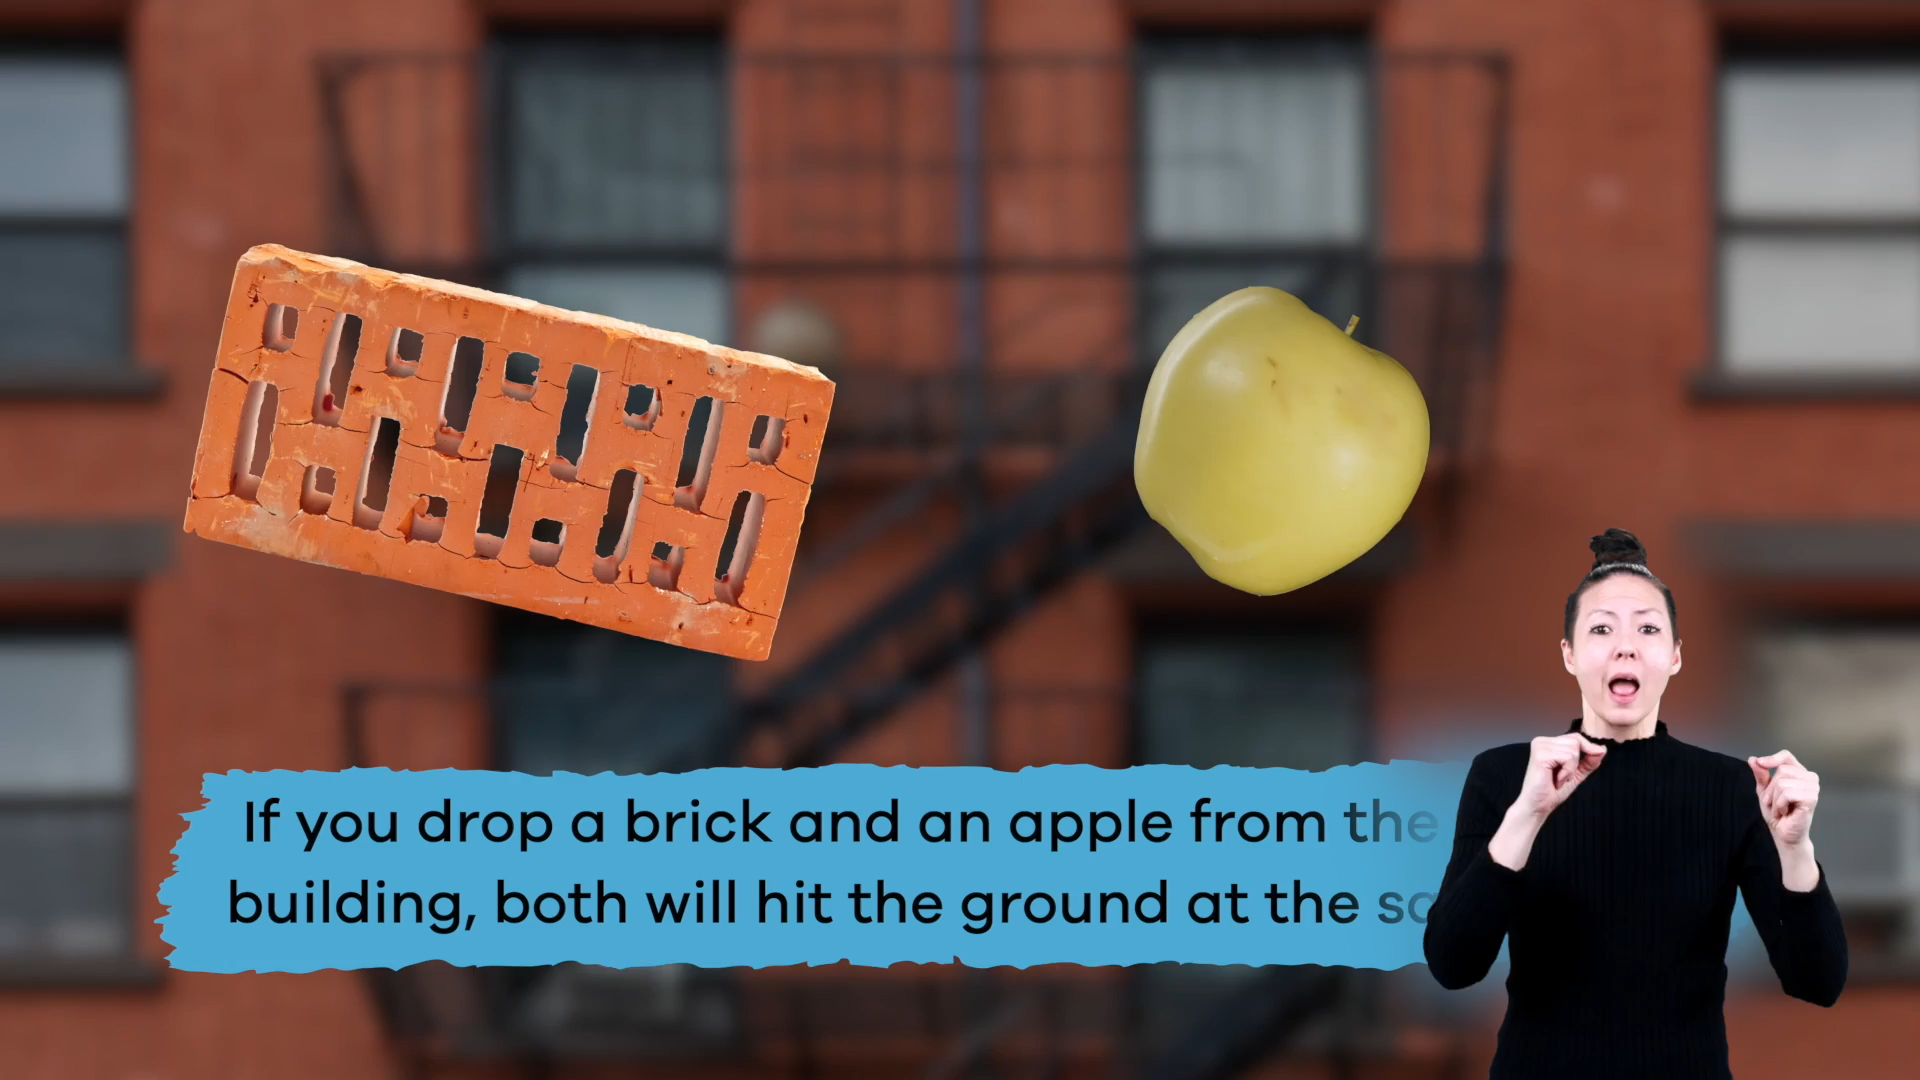 If you drop a brick and an apple from the
building, both will hit the ground at the